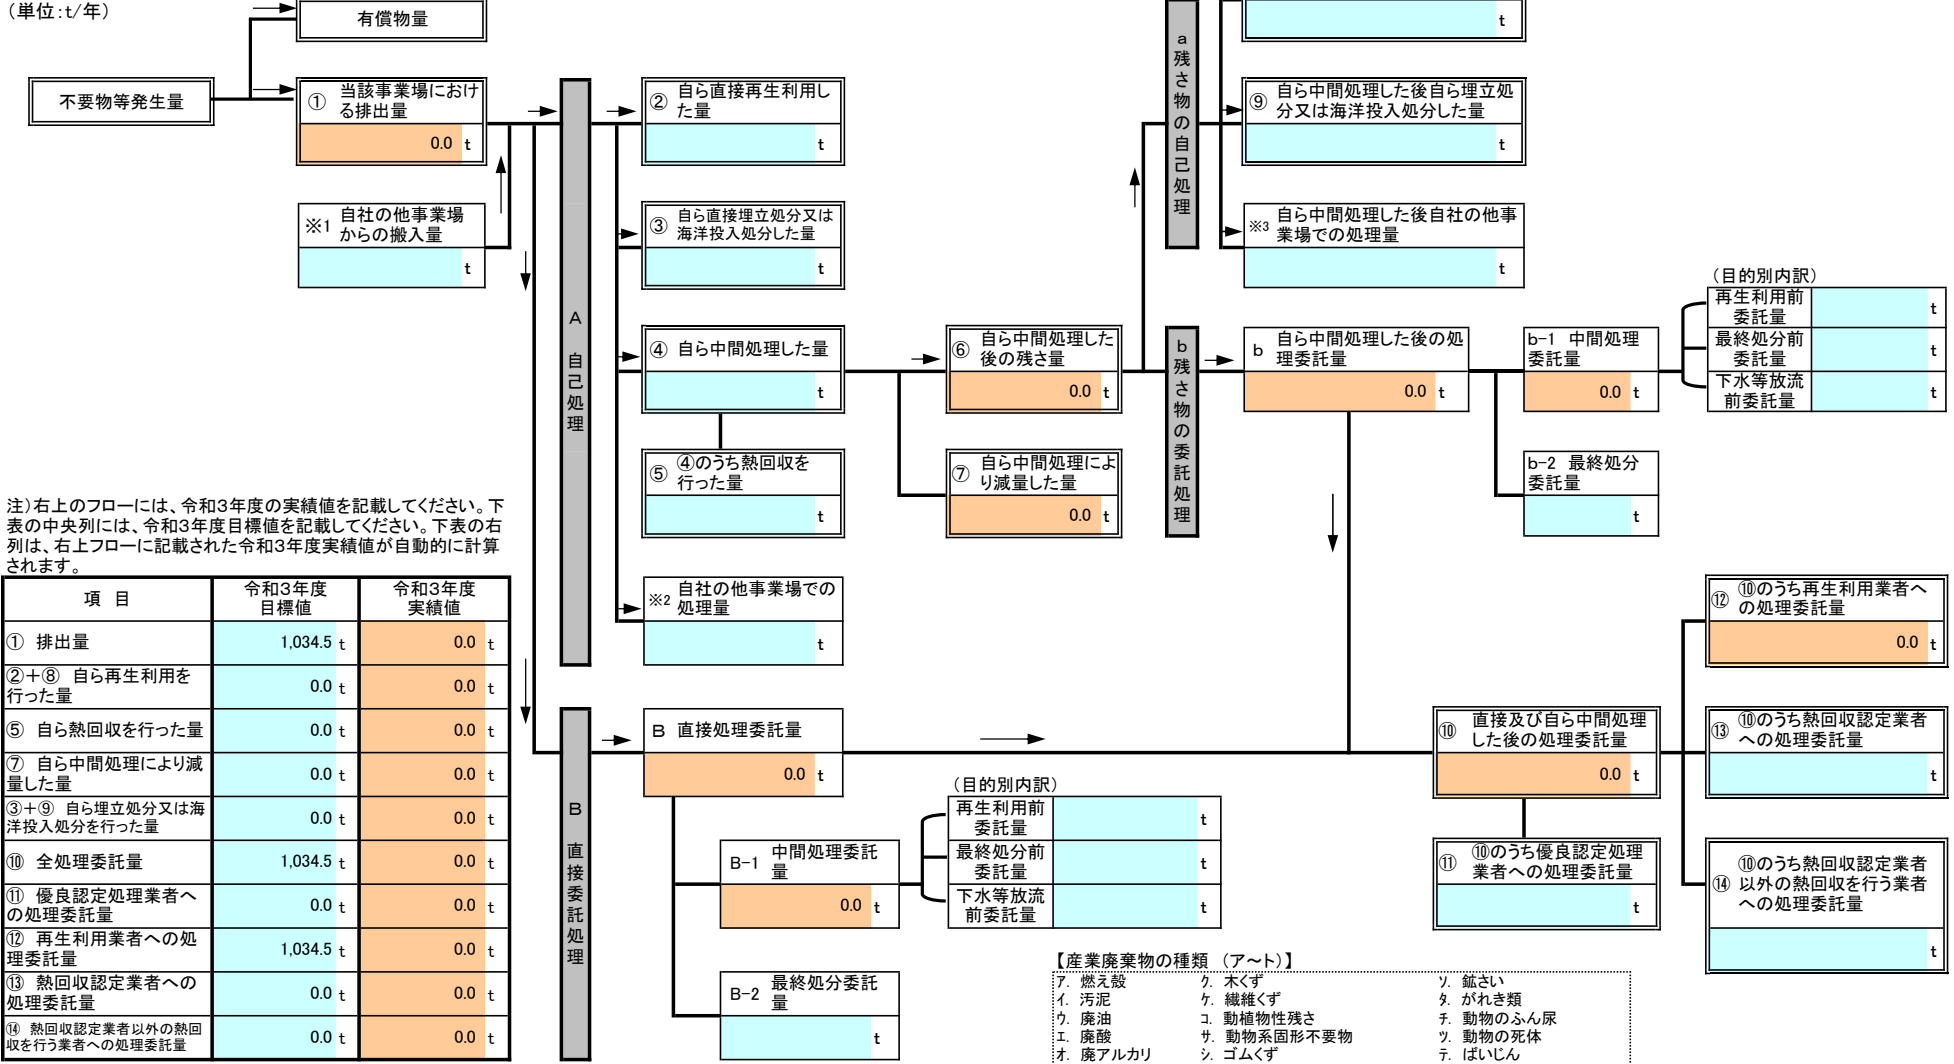 (単位:t/年)
有償物量
不要物等発生量
① 当該事業場におけ
る排出量
0.0 t
※1 自社の他事業場
からの搬入量
t
A 自己処理
② 自ら直接再生利用し
た量
t
③ 自ら直接埋立処分又は
海洋投入処分した量
t
④ 自ら中間処理した量
t
⑤ ④のうち熱回収を
行った量
t
※2 自社の他事業場での
処理量
t
⑥ 自ら中間処理した
後の残さ量
0.0 t
⑦ 自ら中間処理によ
り減量した量
0.0 t
a残さ物の自己処理
t
⑨ 自ら中間処理した後自ら埋立処
分又は海洋投入処分した量
t
※3 自ら中間処理した後自社の他事
業場での処理量
t
b残さ物の委託処理
b 自ら中間処理した後の処
理委託量
0.0 t
b-1 中間処理
委託量
0.0 t
b-2 最終処分
委託量
t
(目的別内訳)
再生利用前
委託量 t
最終処分前
委託量 t
下水等放流
前委託量 t
注)右上のフローには、令和3年度の実績値を記載してください。下
表の中央列には、令和3年度目標値を記載してください。下表の右
列は、右上フローに記載された令和3年度実績値が自動的に計算
されます。
項 目 令和3年度 令和3年度
目標値 実績値
① 排出量 1,034.5 t 0.0 t
②+⑧ 自ら再生利用を
行った量 0.0 t 0.0 t
⑤ 自ら熱回収を行った量 0.0 t 0.0 t
⑦ 自ら中間処理により減
量した量 0.0 t 0.0 t
③+⑨ 自ら埋立処分又は海
洋投入処分を行った量 0.0 t 0.0 t
⑩ 全処理委託量 1,034.5 t 0.0 t
⑪ 優良認定処理業者へ
の処理委託量 0.0 t 0.0 t
⑫ 再生利用業者への処
理委託量 1,034.5 t 0.0 t
⑬ 熱回収認定業者への
処理委託量 0.0 t 0.0 t
⑭ 熱回収認定業者以外の熱回
収を行う業者への処理委託量 0.0 t 0.0 t
B 直接委託処理
B 直接処理委託量
0.0 t
B-1 中間処理委託
量
0.0 t
B-2 最終処分委託
量
t
(目的別内訳)
再生利用前
委託量 t
最終処分前
委託量 t
下水等放流
前委託量 t
⑩ 直接及び自ら中間処理
した後の処理委託量
0.0 t
⑪ ⑩のうち優良認定処理
業者への処理委託量
t
⑫ ⑩のうち再生利用業者へ
の処理委託量
0.0 t
⑬ ⑩のうち熱回収認定業者
への処理委託量
t
⑭ ⑩のうち熱回収認定業者
以外の熱回収を行う業者
への処理委託量
t
【産業廃棄物の種類 (ア~ト)】
ア. 燃え殻 ク. 木くず ソ. 鉱さい
イ. 汚泥 ケ. 繊維くず タ. がれき類
ウ. 廃油 コ. 動植物性残さ チ. 動物のふん尿
エ. 廃酸 サ. 動物系固形不要物 ツ. 動物の死体
オ. 廃アルカリ シ. ゴムくず テ. ばいじん